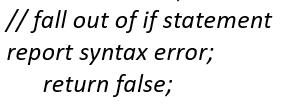 // fall out of if statement
report syntax error;
return false;